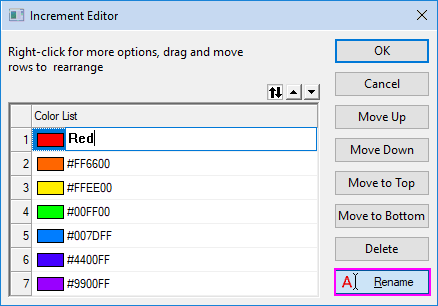 Increment Editor
Right-click for more options, drag and move
rows to rearrange
OK
Cancel
Move Up
Move Down
Move to Top
Move to Bottom
Delete
A Rename
Color List
1 Red
2 #FF6600
3 #FFEE00
4 #00FF00
5 #007DFF
6 #4400FF
7 #9900FF